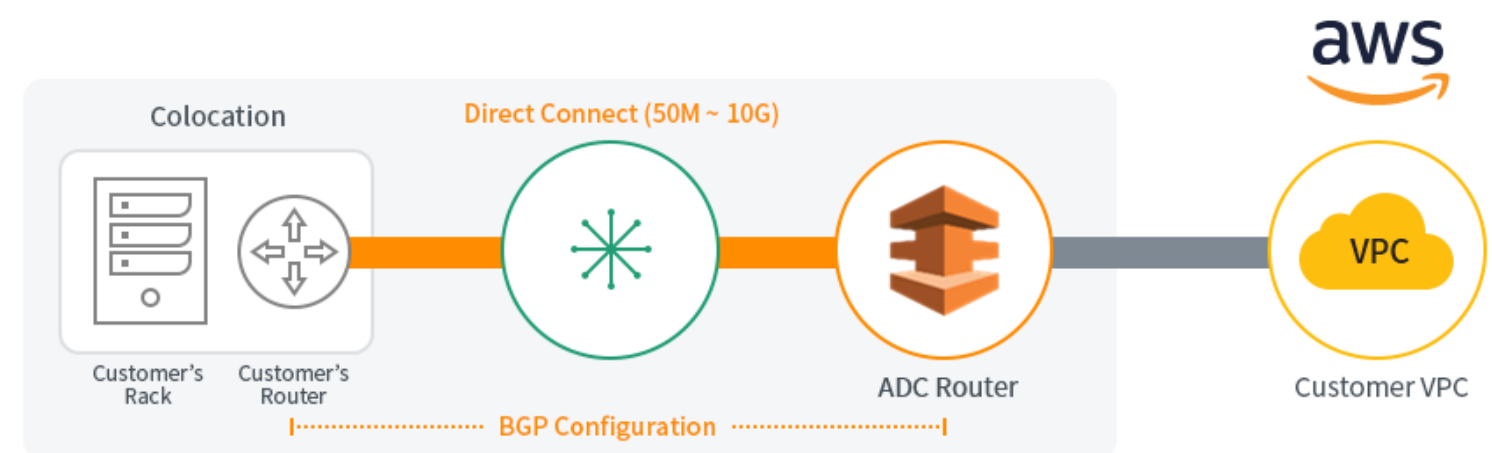 aws
Colocation
Direct Connect (50M ~ 10G)
VPC
Customer's
Rack
Customer's
Router
ADC Router
Customer VPC
BGP Configuration